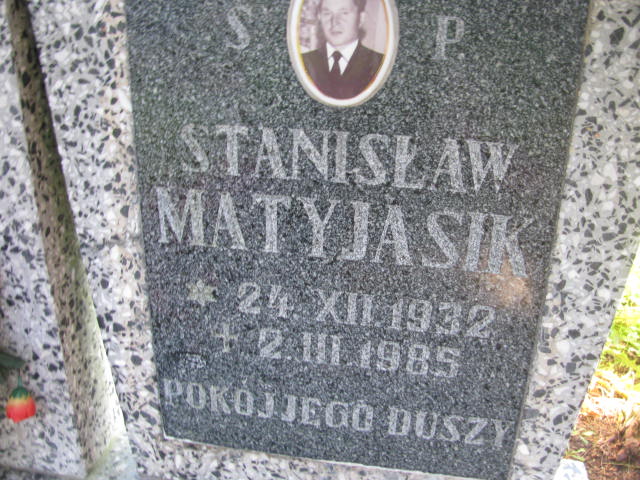 S P
STANISŁAW
MATYJASIK
* 24 XII 1932
+ 2.III.1985
POKÓJ JEGO DUSZY